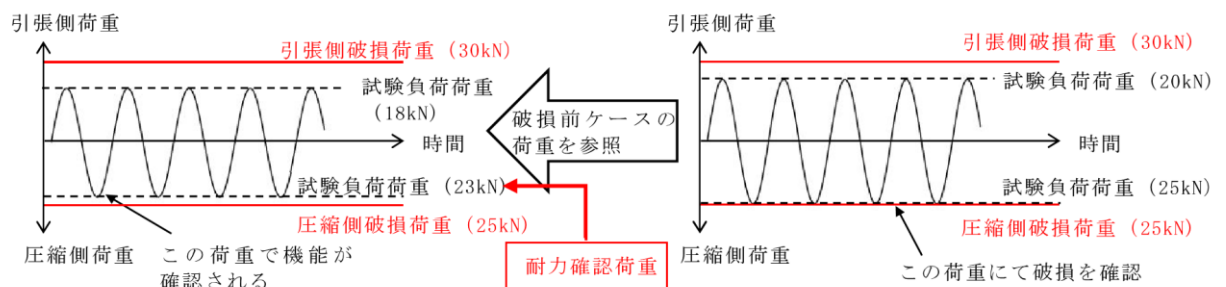 引張側荷重
引張側破損荷重 (30kN)
試験負荷荷重
(18kN)
時間
試験負荷荷重 (23kN)
圧縮側破損荷重 (25kN)
圧縮側荷重
この荷重で機能が
確認される
破損前ケースの
荷重を参照
耐力確認荷重
引張側荷重
引張側破損荷重 (30kN)
試験負荷荷重 (20kN)
時間
試験負荷荷重 (25kN)
圧縮側破損荷重 (25kN)
圧縮側荷重
この荷重にて破損を確認